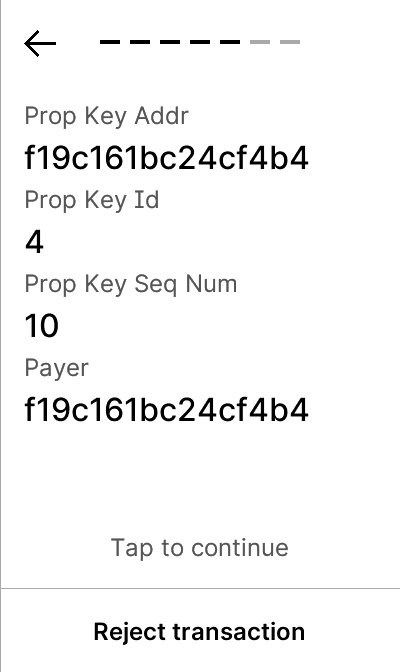 Prop Key Addr
f19c161bc24cf4b4
Prop Key Id
4
Prop Key Seq Num
10
Payer
f19c161bc24cf4b4
Tap to continue
Reject transaction